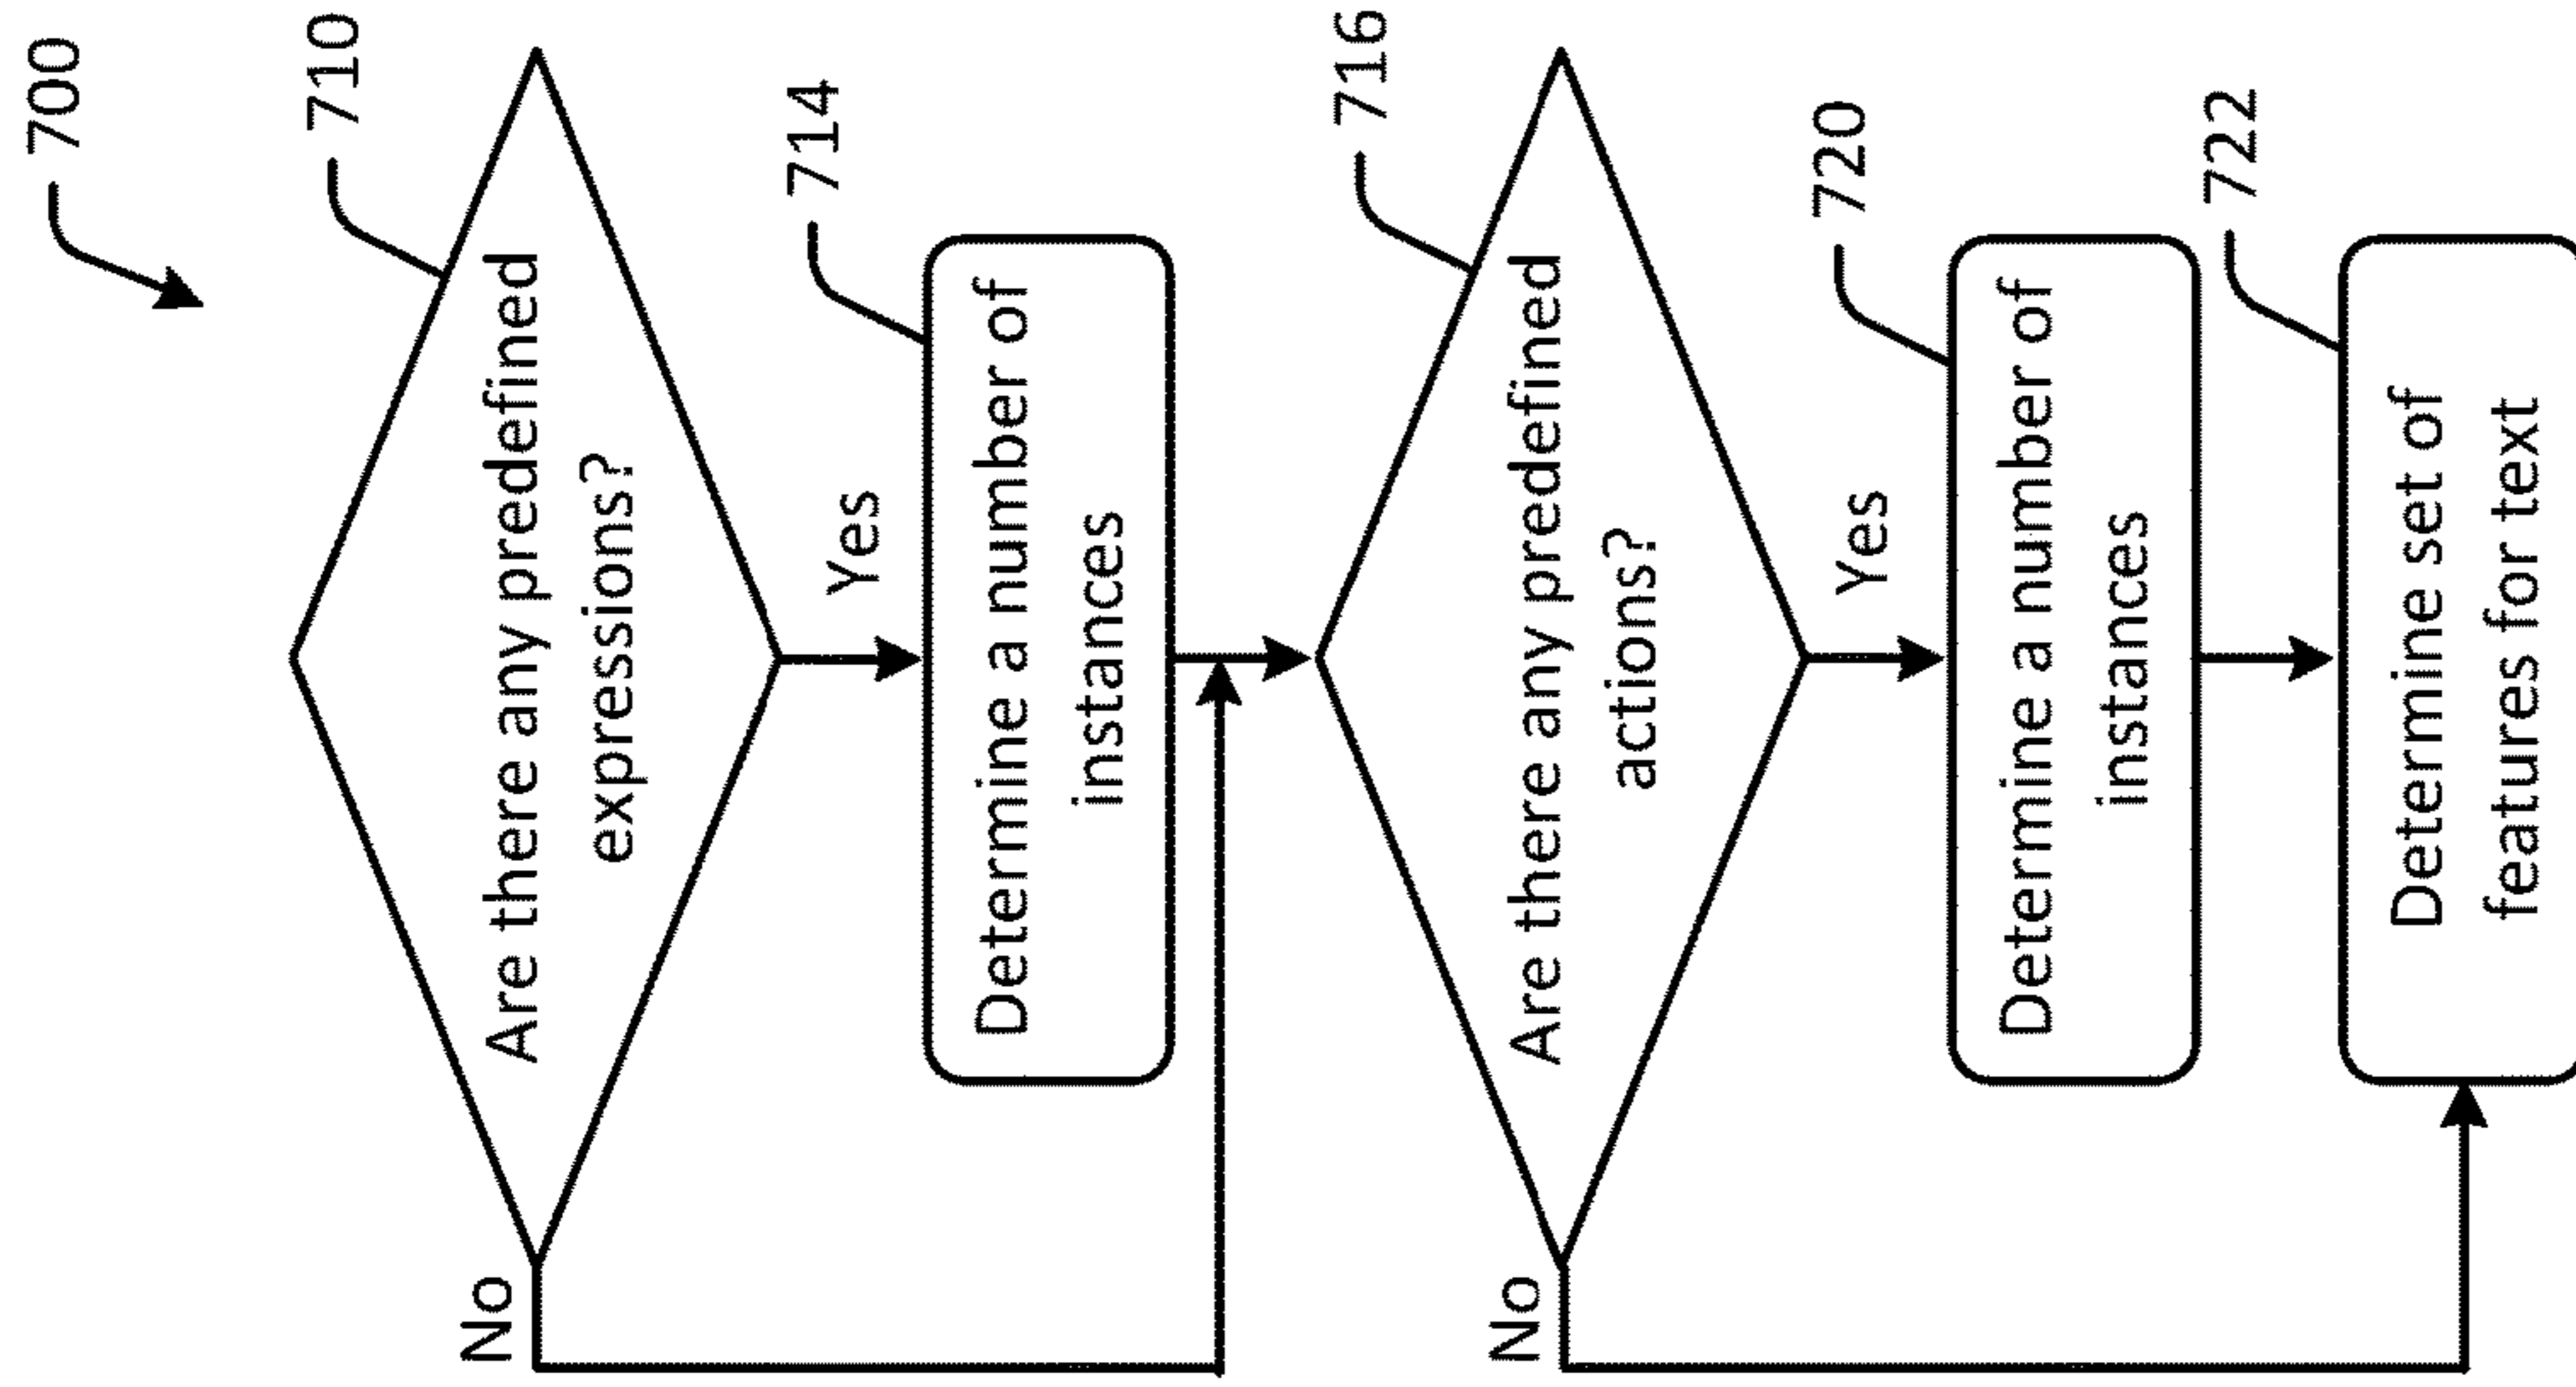 700
710
Are there any predefined
expressions?
No
Yes
714
Determine a number of
instances
716
Are there any predefined
actions?
No
Yes
720
Determine a number of
instances
722
Determine set of
features for text